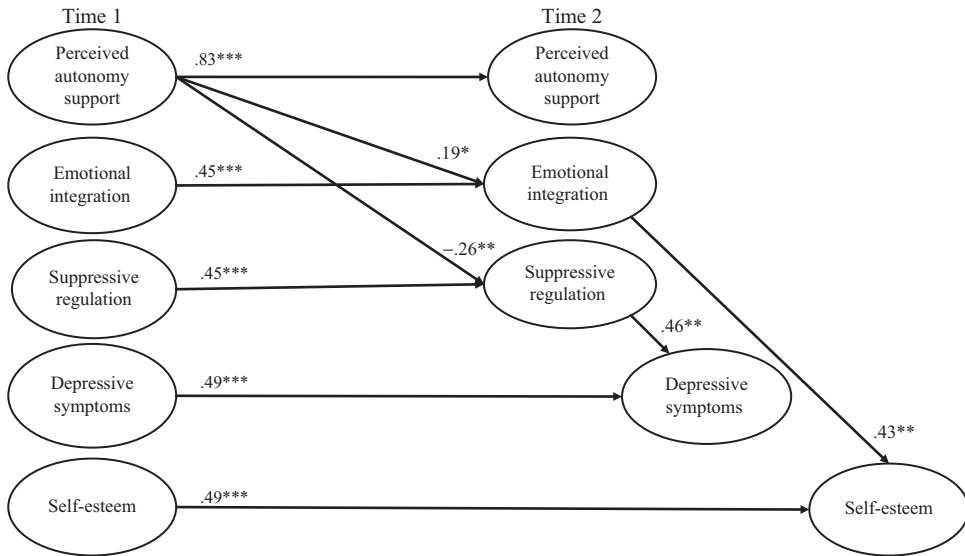 Time 1
Time 2
Perceived
autonomy
support
.83***
Perceived
autonomy
support
.19*
Emotional
integration
.45***
Emotional
integration
–.26**
Suppressive
regulation
.45***
Suppressive
regulation
.46**
Depressive
symptoms
.49***
Depressive
symptoms
.43**
Self-esteem
.49***
Self-esteem